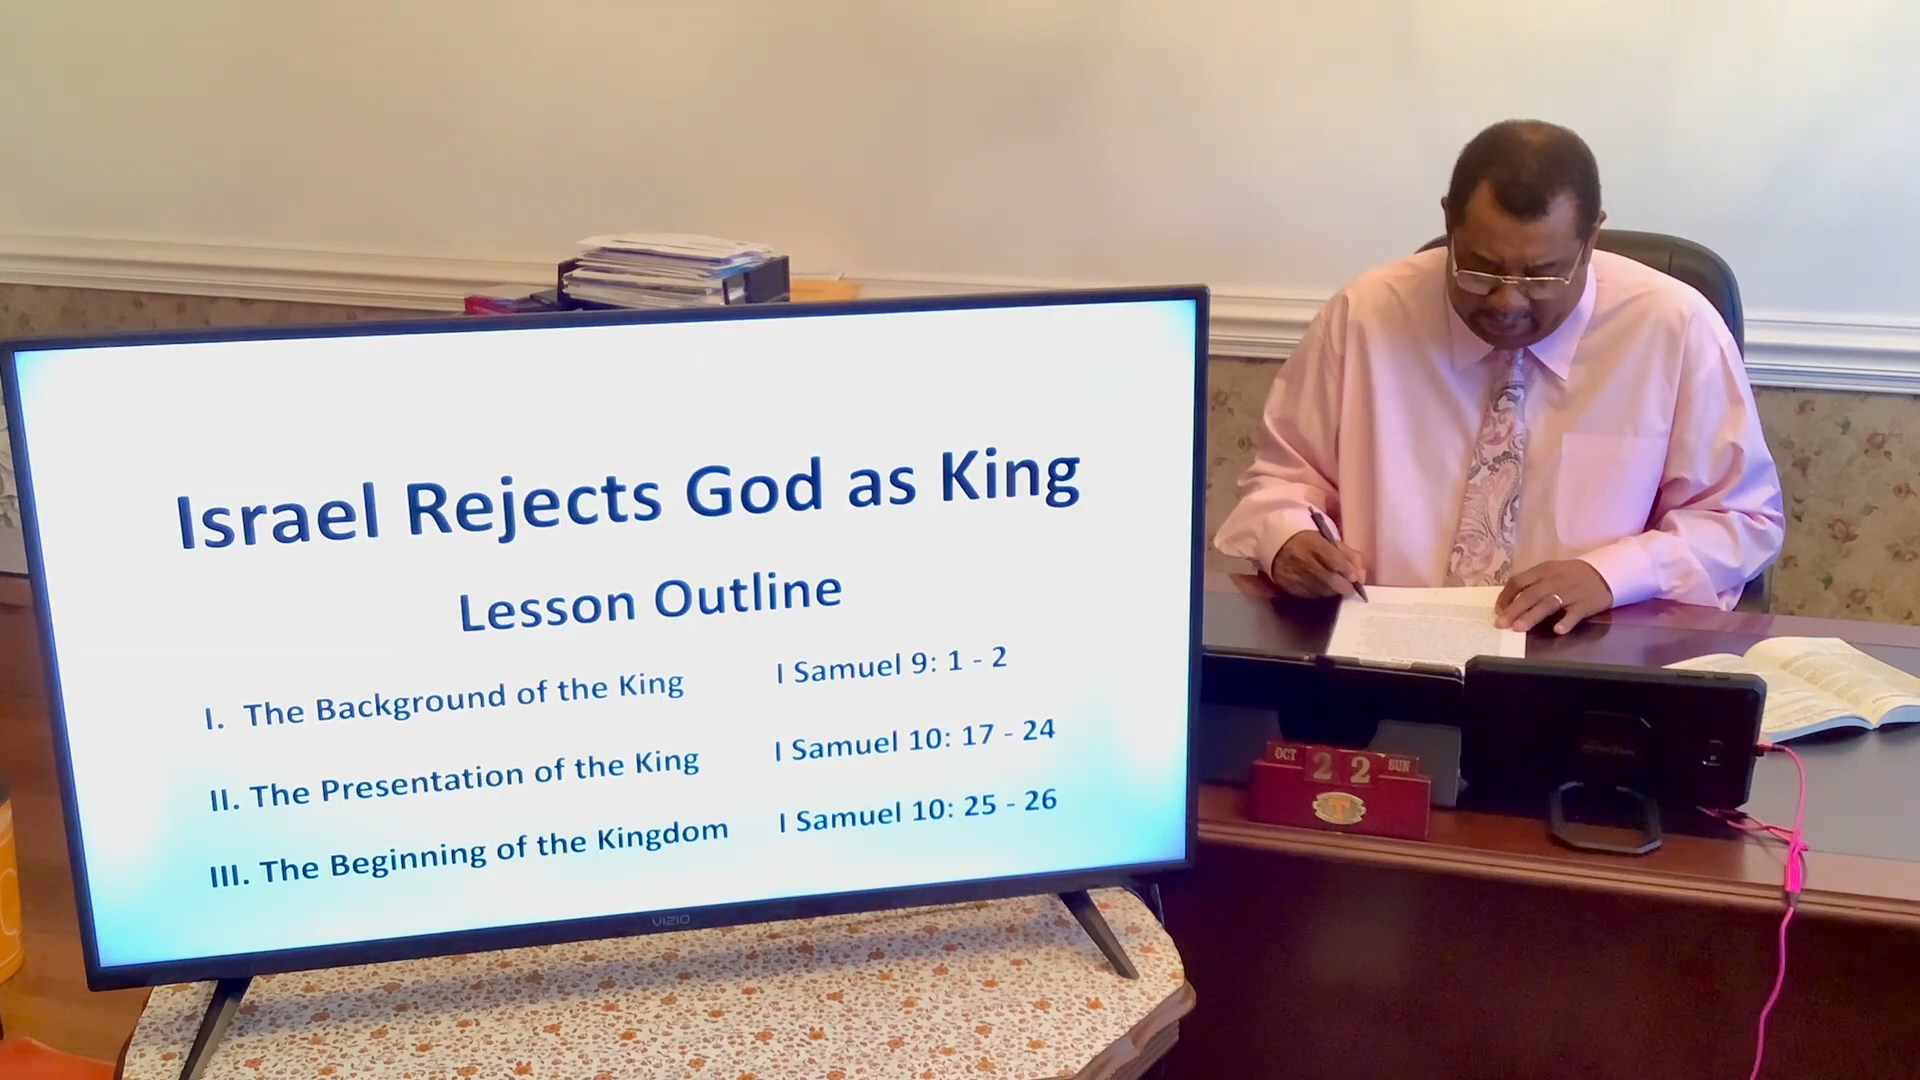 Israel Rejects God as King
Lesson Outline
I. The Background of the King I Samuel 9: 1 - 2
II. The Presentation of the King I Samuel 10: 17 - 24
III. The Beginning of the Kingdom I Samuel 10: 25 - 26
VIZIO
OCT 22 SUN
T